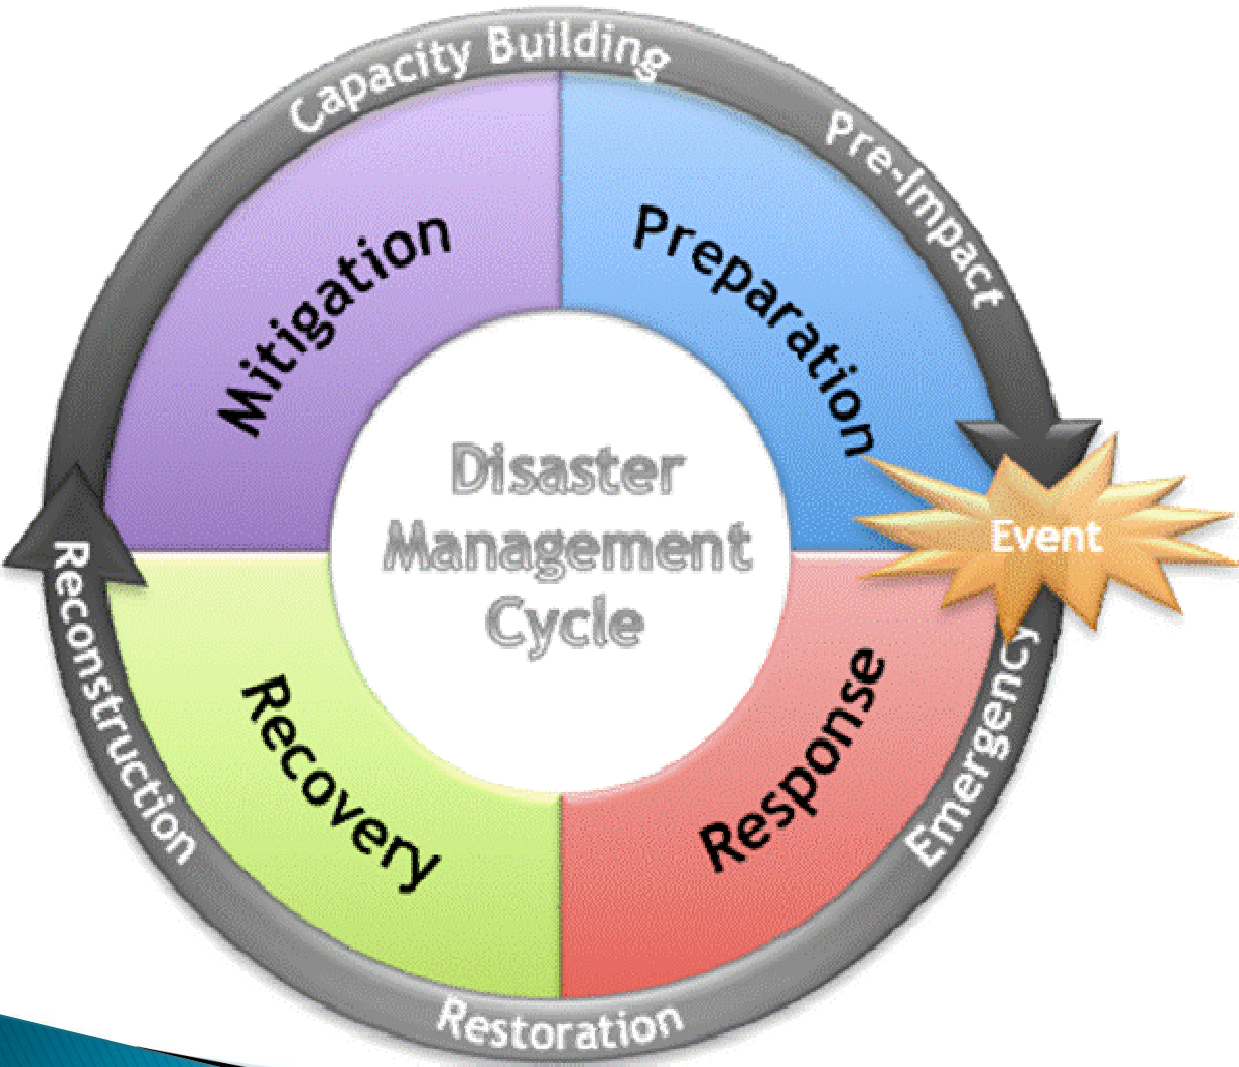 Capacity Building
Pre-Impact
Mitigation
Preparation
Disaster
Management
Cycle
Event
Reconstruction
Recovery
Response
Emergency
Restoration